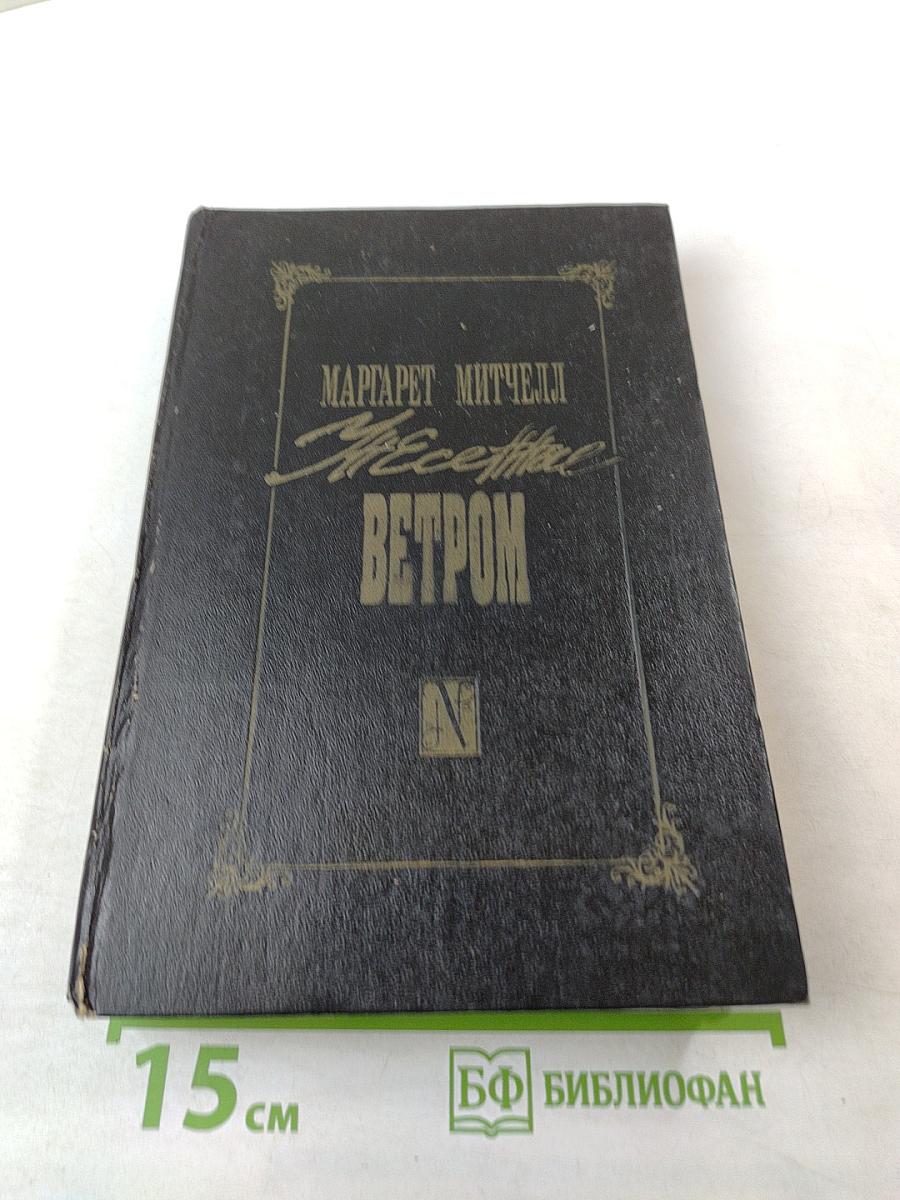 МАРГАРЕТ МИТЧЕЛЛ
УНЕСЕННЫЕ
ВЕТРОМ
N
15 см
БФ БИБЛИОФАН